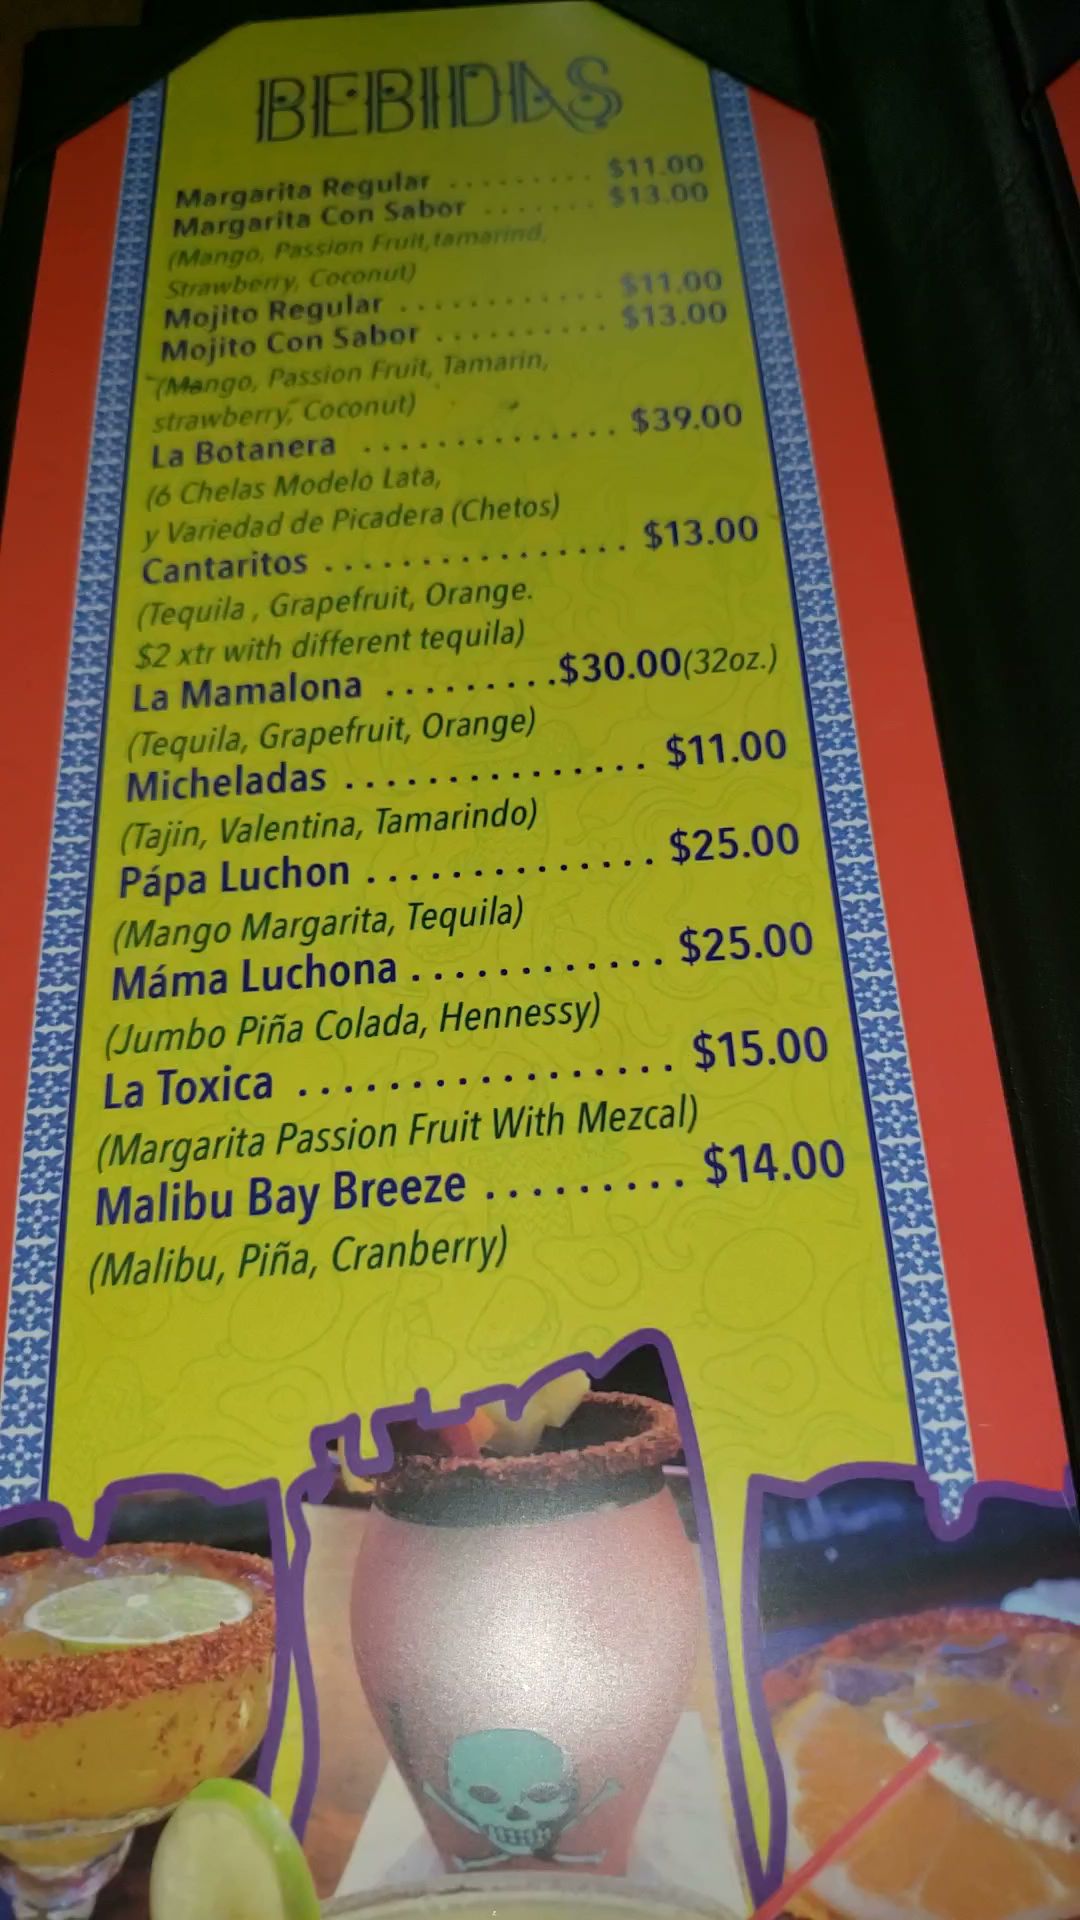 BEBIDAS
Margarita Regular ......... $11.00
Margarita Con Sabor ....... $13.00
(Mango, Passion Fruit,tamarind,
Strawberry, Coconut)
Mojito Regular ............ $11.00
Mojito Con Sabor .......... $13.00
(Mango, Passion Fruit, Tamarin,
strawberry, Coconut)
La Botanera .............. $39.00
(6 Chelas Modelo Lata,
y Variedad de Picadera (Chetos)
Cantaritos ................ $13.00
(Tequila , Grapefruit, Orange.
$2 xtr with different tequila)
La Mamalona .........$30.00(32oz.)
(Tequila, Grapefruit, Orange)
Micheladas ................ $11.00
(Tajin, Valentina, Tamarindo)
Pápa Luchon .............. $25.00
(Mango Margarita, Tequila)
Máma Luchona ............ $25.00
(Jumbo Piña Colada, Hennessy)
La Toxica ................. $15.00
(Margarita Passion Fruit With Mezcal)
Malibu Bay Breeze ......... $14.00
(Malibu, Piña, Cranberry)